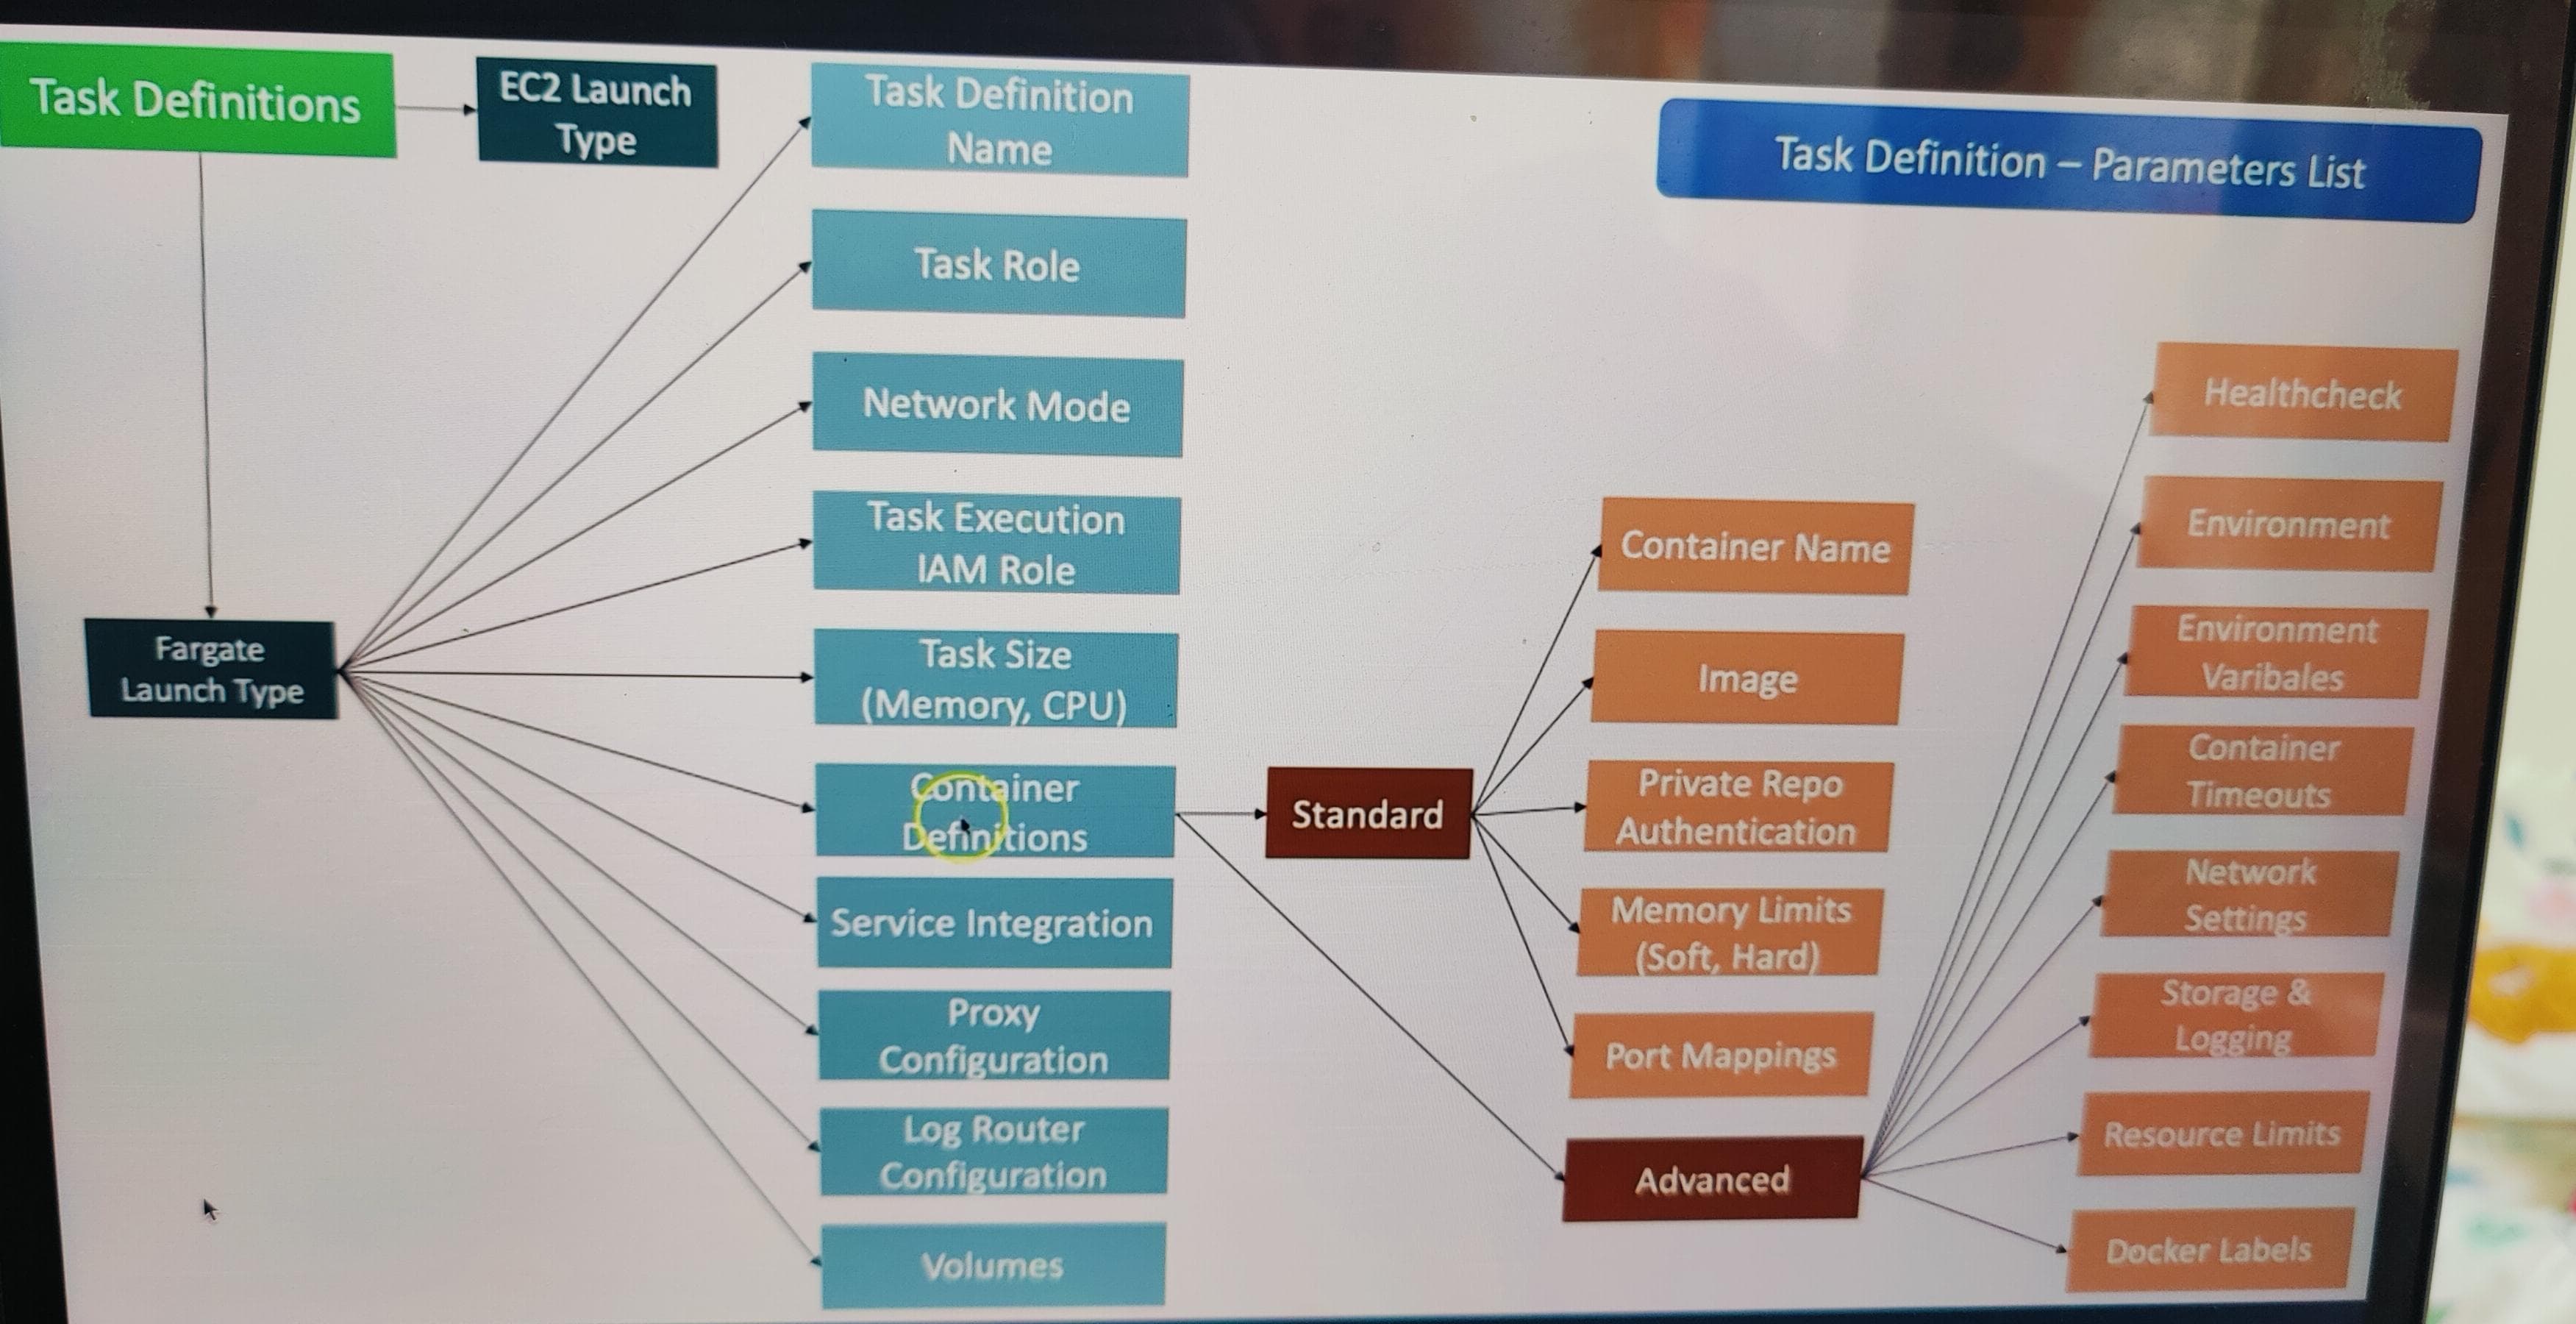 Task Definitions
EC2 Launch
Type
Task Definition
Name
Task Definition – Parameters List
Task Role
Network Mode
Task Execution
IAM Role
Fargate
Launch Type
Task Size
(Memory, CPU)
Container
Definitions
Service Integration
Proxy
Configuration
Log Router
Configuration
Volumes
Standard
Container Name
Image
Private Repo
Authentication
Memory Limits
(Soft, Hard)
Port Mappings
Advanced
Healthcheck
Environment
Environment
Varibales
Container
Timeouts
Network
Settings
Storage &
Logging
Resource Limits
Docker Labels